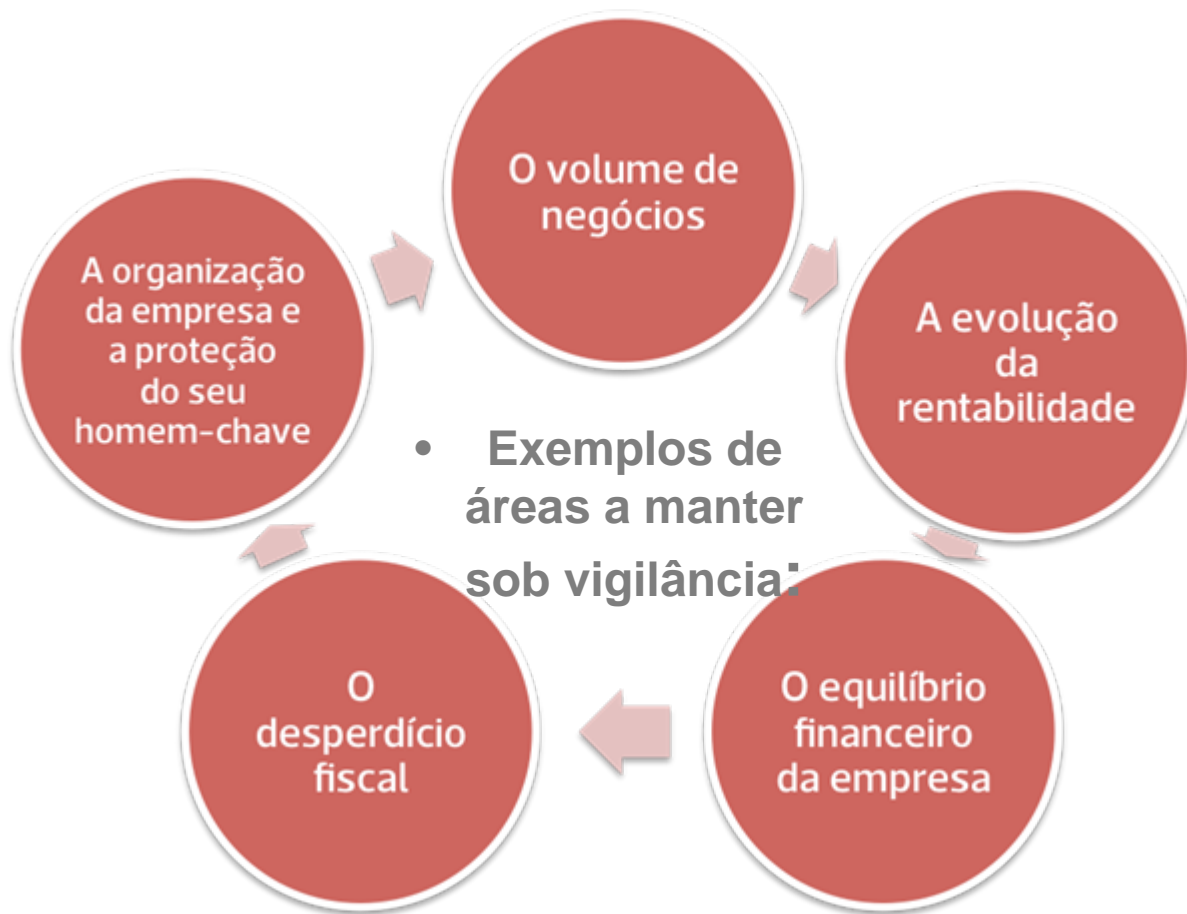 O volume de
negócios
A evolução
da
rentabilidade
O equilíbrio
financeiro
da empresa
O
desperdício
fiscal
A organização
da empresa e
a proteção
do seu
homem-chave
• Exemplos de
áreas a manter
sob vigilância: